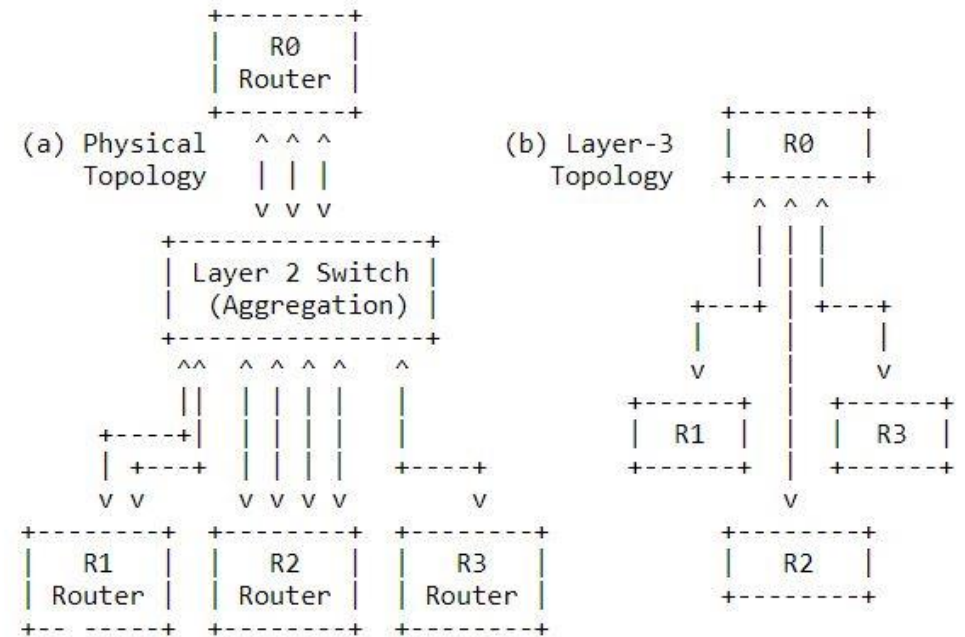 R0
Router
(a) Physical
Topology
(b) Layer-3
Topology
R0
Layer 2 Switch
(Aggregation)
R1
R3
R1
Router
R2
Router
R3
Router
R2